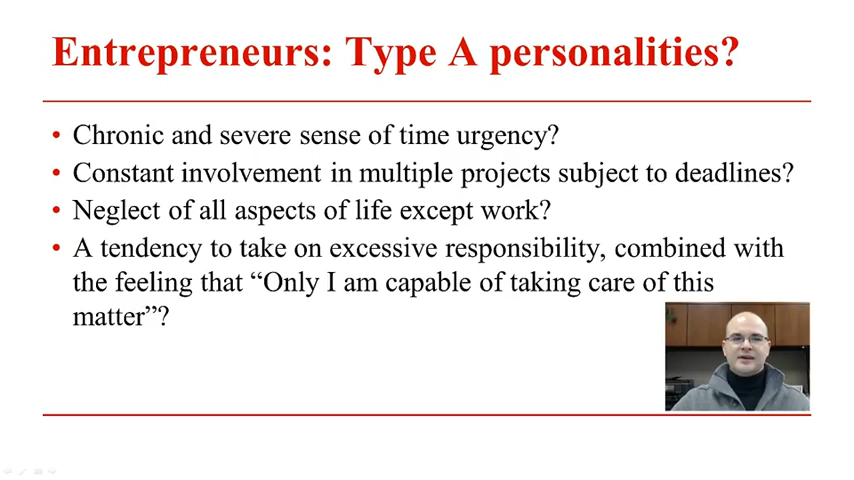 Entrepreneurs: Type A personalities?
• Chronic and severe sense of time urgency?
• Constant involvement in multiple projects subject to deadlines?
• Neglect of all aspects of life except work?
• A tendency to take on excessive responsibility, combined with
the feeling that “Only I am capable of taking care of this
matter”?